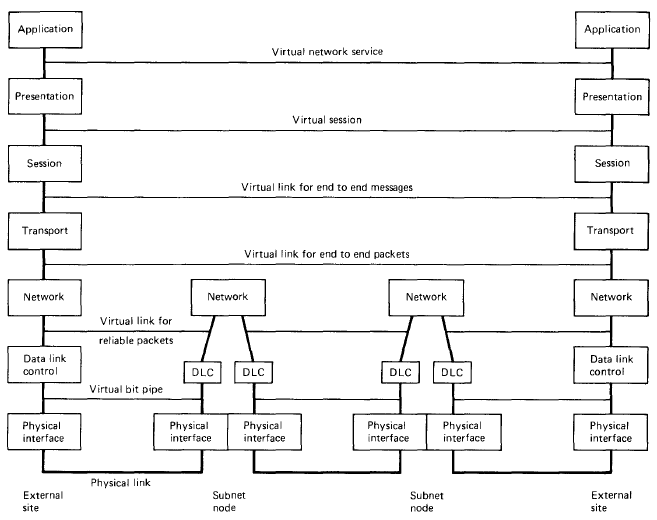 Application
Application
Virtual network service
Presentation
Presentation
Virtual session
Session
Session
Virtual link for end to end messages
Transport
Transport
Virtual link for end to end packets
Network
Network
Network
Network
Virtual link for
reliable packets
Data link
control
DLC
DLC
DLC
DLC
Data link
control
Virtual bit pipe
Physical
interface
Physical
interface
Physical
interface
Physical
interface
Physical
interface
Physical
interface
Physical link
External
site
Subnet
node
Subnet
node
External
site